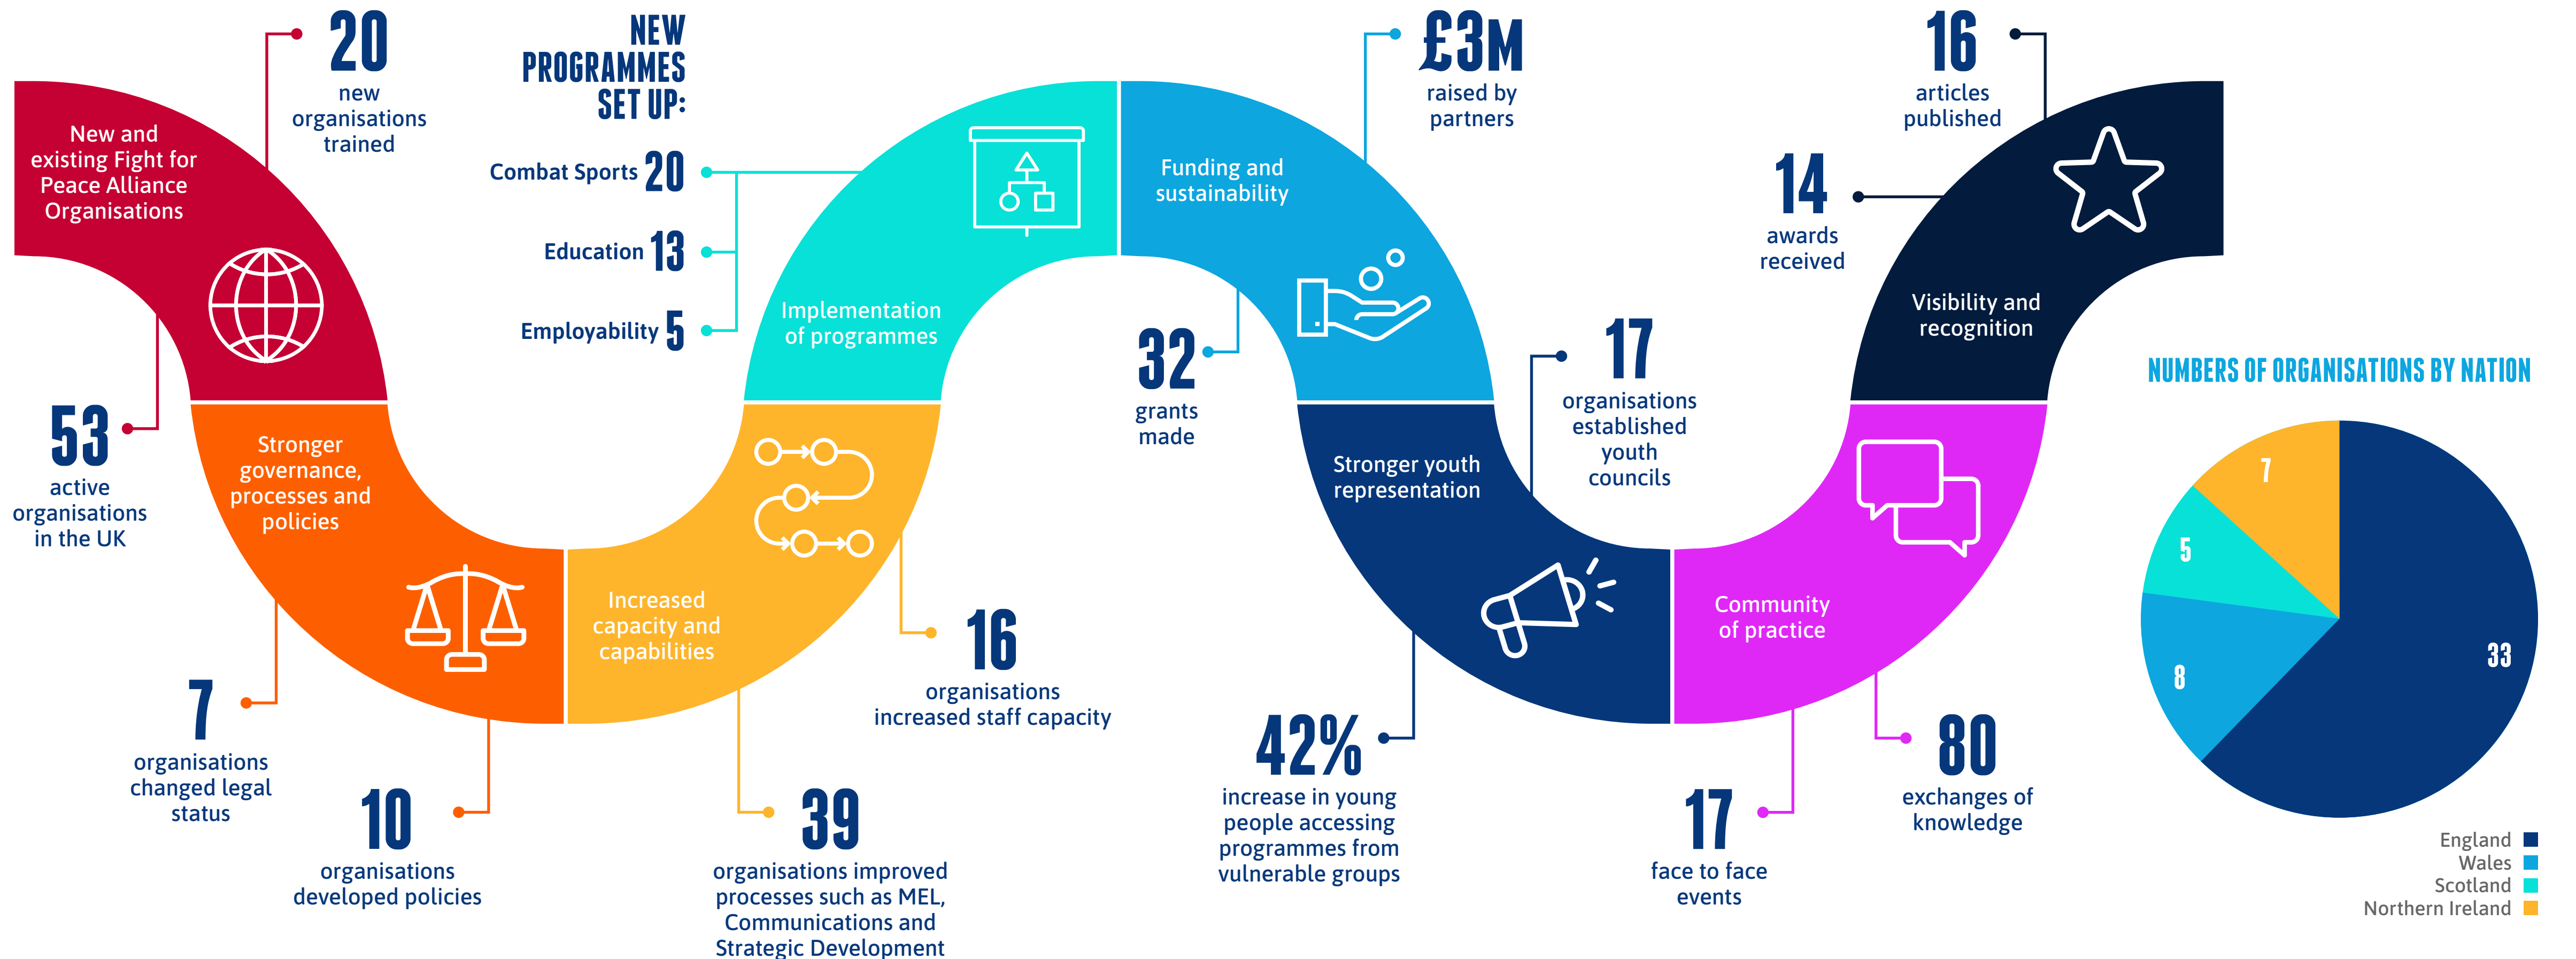 New and
existing Fight for
Peace Alliance
Organisations
20
new
organisations
trained
53
active
organisations
in the UK
Stronger
governance,
processes and
policies
7
organisations
changed legal
status
10
organisations
developed policies
Increased
capacity and
capabilities
39
organisations improved
processes such as MEL,
Communications and
Strategic Development
16
organisations
increased staff capacity
NEW
PROGRAMMES
SET UP:
Combat Sports 20
Education 13
Employability 5
Implementation
of programmes
Funding and
sustainability
£3M
raised by
partners
32
grants
made
Stronger youth
representation
17
organisations
established
youth
councils
42%
increase in young
people accessing
programmes from
vulnerable groups
Community
of practice
17
face to face
events
80
exchanges of
knowledge
Visibility and
recognition
14
awards
received
16
articles
published
NUMBERS OF ORGANISATIONS BY NATION
7
5
8
33
England
Wales
Scotland
Northern Ireland